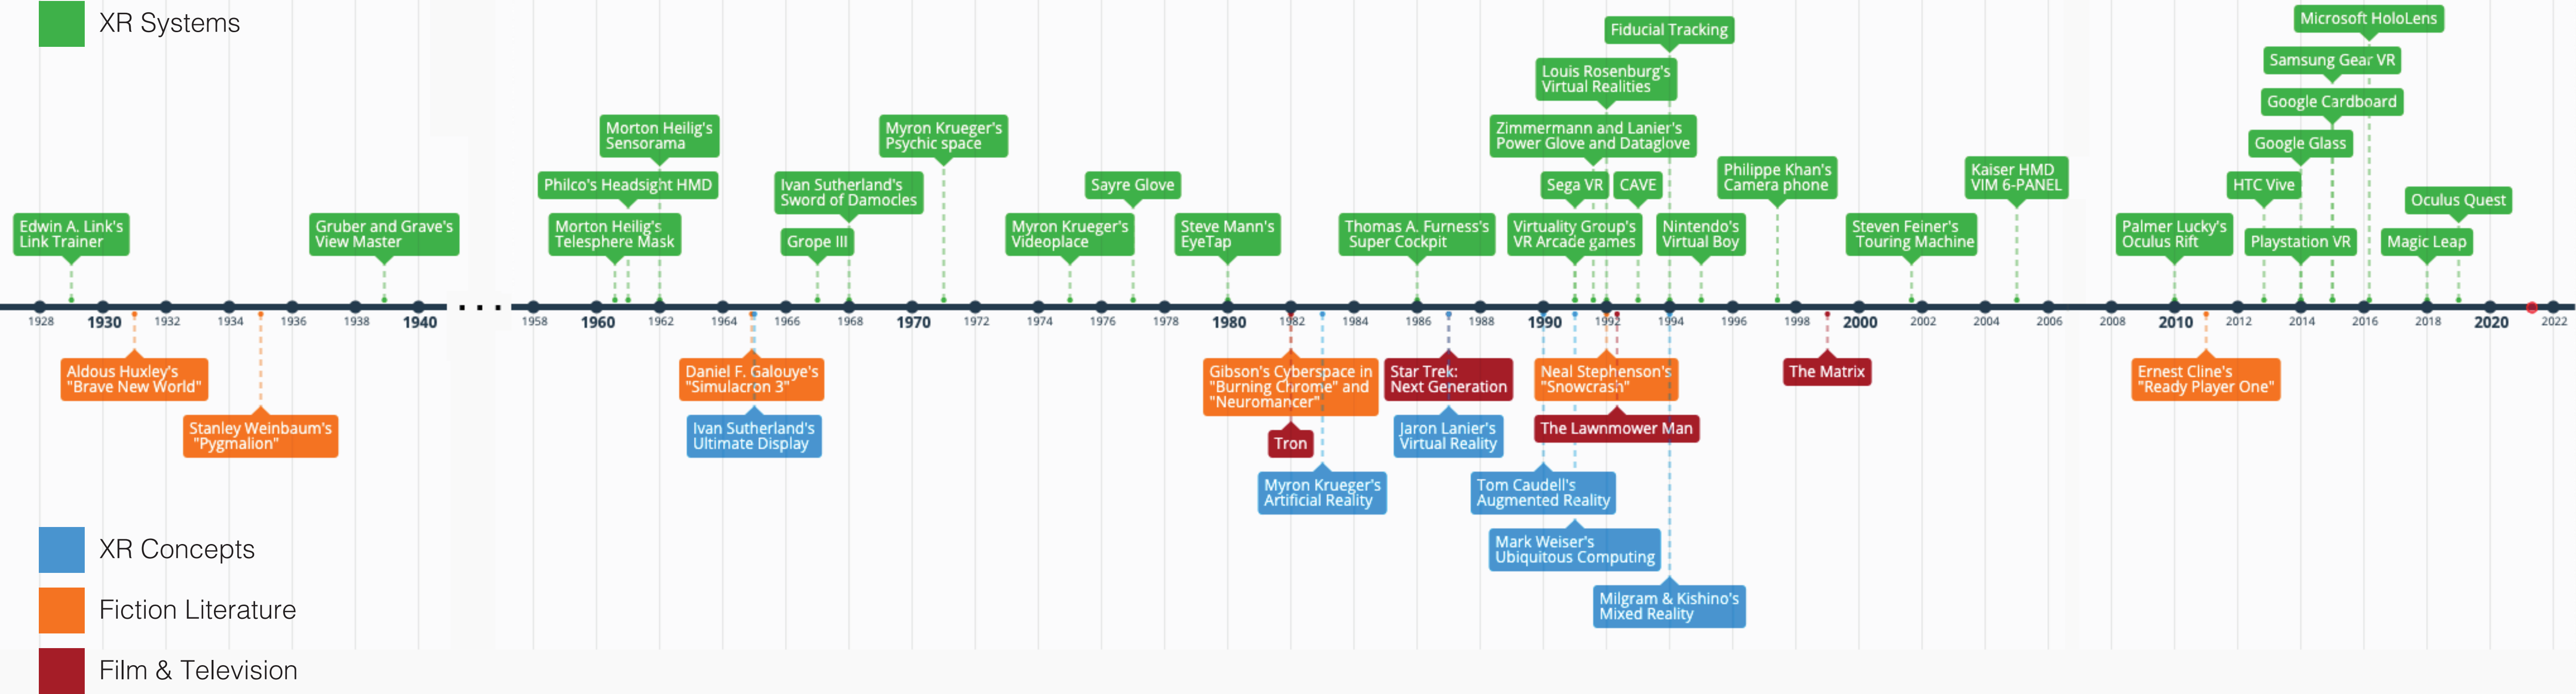 XR Systems
Microsoft HoloLens
Fiducial Tracking
Samsung Gear VR
Louis Rosenburg's
Virtual Realities
Google Cardboard
Morton Heilig's
Sensorama
Myron Krueger's
Psychic space
Zimmermann and Lanier's
Power Glove and Dataglove
Google Glass
Philco's Headsight HMD
Ivan Sutherland's
Sword of Damocles
Sayre Glove
Sega VR
CAVE
Philippe Khan's
Camera phone
Kaiser HMD
VIM 6-PANEL
HTC Vive
Oculus Quest
Edwin A. Link's
Link Trainer
Gruber and Grave's
View Master
Morton Heilig's
Telesphere Mask
Grope III
Myron Krueger's
Videoplace
Steve Mann's
EyeTap
Thomas A. Furness's
Super Cockpit
Virtuality Group's
VR Arcade games
Nintendo's
Virtual Boy
Steven Feiner's
Touring Machine
Palmer Lucky's
Oculus Rift
Playstation VR
Magic Leap
...
1928 1930 1932 1934 1936 1938 1940 1958 1960 1962 1964 1966 1968 1970 1972 1974 1976 1978 1980 1982 1984 1986 1988 1990 1992 1994 1996 1998 2000 2002 2004 2006 2008 2010 2012 2014 2016 2018 2020 2022
Aldous Huxley's
"Brave New World"
Daniel F. Galouye's
"Simulacron 3"
Gibson's Cyberspace in
"Burning Chrome" and
"Neuromancer"
Star Trek:
Next Generation
Neal Stephenson's
"Snowcrash"
The Matrix
Ernest Cline's
"Ready Player One"
Stanley Weinbaum's
"Pygmalion"
Ivan Sutherland's
Ultimate Display
Tron
Jaron Lanier's
Virtual Reality
The Lawnmower Man
Myron Krueger's
Artificial Reality
Tom Caudell's
Augmented Reality
Mark Weiser's
Ubiquitous Computing
Milgram & Kishino's
Mixed Reality
XR Concepts
Fiction Literature
Film & Television